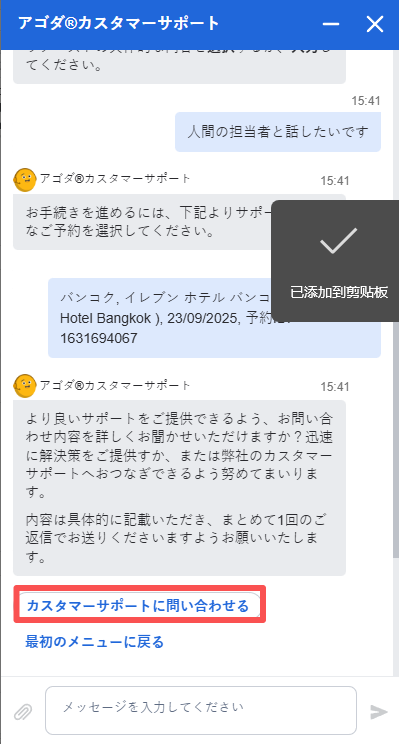 アゴダ®カスタマーサポート
てください。
15:41
人間の担当者と話したいです
アゴダ®カスタマーサポート
15:41
お手続きを進めるには、下記よりサポー
なご予約を選択してください。
已添加到剪贴板
バンコク, イレブン ホテル バンコ
Hotel Bangkok ), 23/09/2025, 予約
1631694067
アゴダ®カスタマーサポート
15:41
より良いサポートをご提供できるよう、お問い合
わせ内容を詳しくお聞かせいただけますか？迅速
に解決策をご提供すか、または弊社のカスタマー
サポートへおつなぎできるよう努めてまいりま
す。
内容は具体的に記載いただき、まとめて1回のご
返信でお送りくださいますようお願いいたしま
す。
カスタマーサポートに問い合わせる
最初のメニューに戻る
メッセージを入力してください